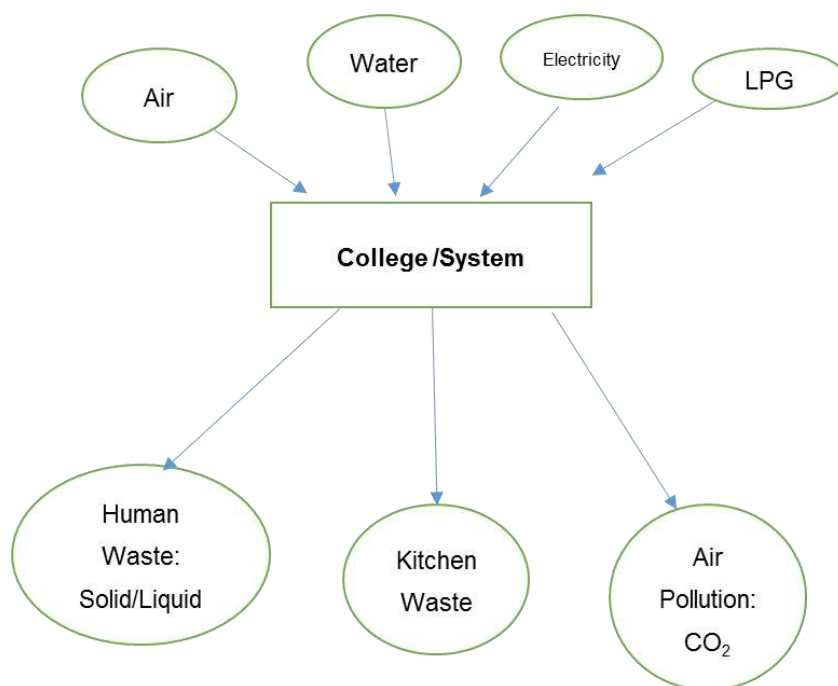 Air
Water
Electricity
LPG
College/System
Human
Waste:
Solid/Liquid
Kitchen
Waste
Air
Pollution:
CO₂